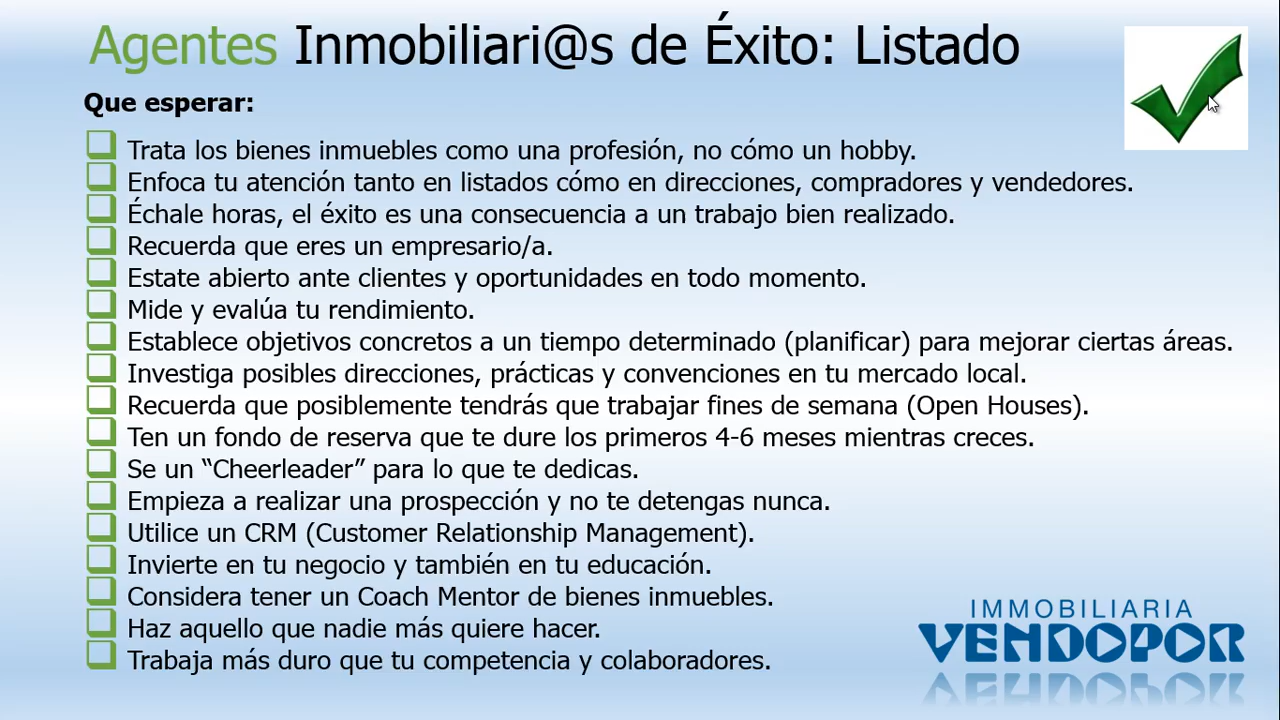 Agentes Inmobiliari@s de Éxito: Listado
Que esperar:
Trata los bienes inmuebles como una profesión, no cómo un hobby.
Enfoca tu atención tanto en listados cómo en direcciones, compradores y vendedores.
Échale horas, el éxito es una consecuencia a un trabajo bien realizado.
Recuerda que eres un empresario/a.
Estate abierto ante clientes y oportunidades en todo momento.
Mide y evalúa tu rendimiento.
Establece objetivos concretos a un tiempo determinado (planificar) para mejorar ciertas áreas.
Investiga posibles direcciones, prácticas y convenciones en tu mercado local.
Recuerda que posiblemente tendrás que trabajar fines de semana (Open Houses).
Ten un fondo de reserva que te dure los primeros 4-6 meses mientras creces.
Se un “Cheerleader” para lo que te dedicas.
Empieza a realizar una prospección y no te detengas nunca.
Utilice un CRM (Customer Relationship Management).
Invierte en tu negocio y también en tu educación.
Considera tener un Coach Mentor de bienes inmuebles.
Haz aquello que nadie más quiere hacer.
Trabaja más duro que tu competencia y colaboradores.
IMMOBILIARIA
VENDOPOR